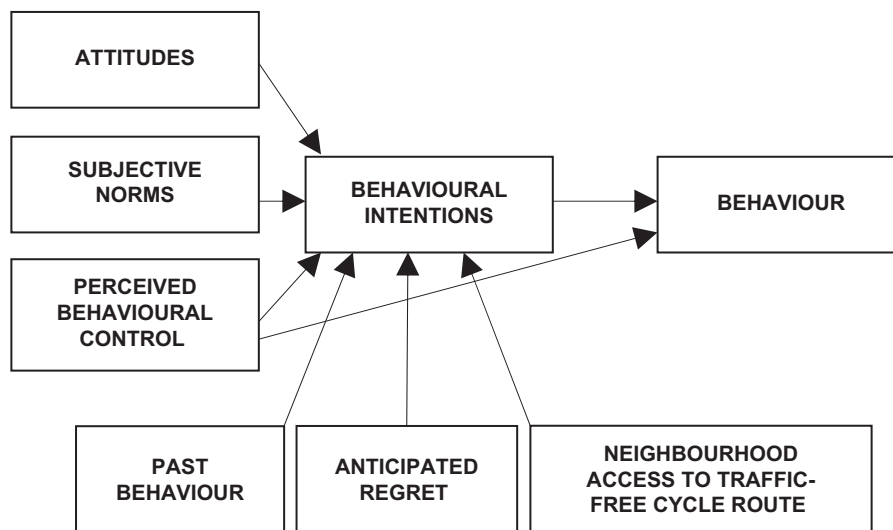 ATTITUDES
SUBJECTIVE
NORMS
BEHAVIOURAL
INTENTIONS
BEHAVIOUR
PERCEIVED
BEHAVIOURAL
CONTROL
PAST
BEHAVIOUR
ANTICIPATED
REGRET
NEIGHBOURHOOD
ACCESS TO TRAFFIC-
FREE CYCLE ROUTE